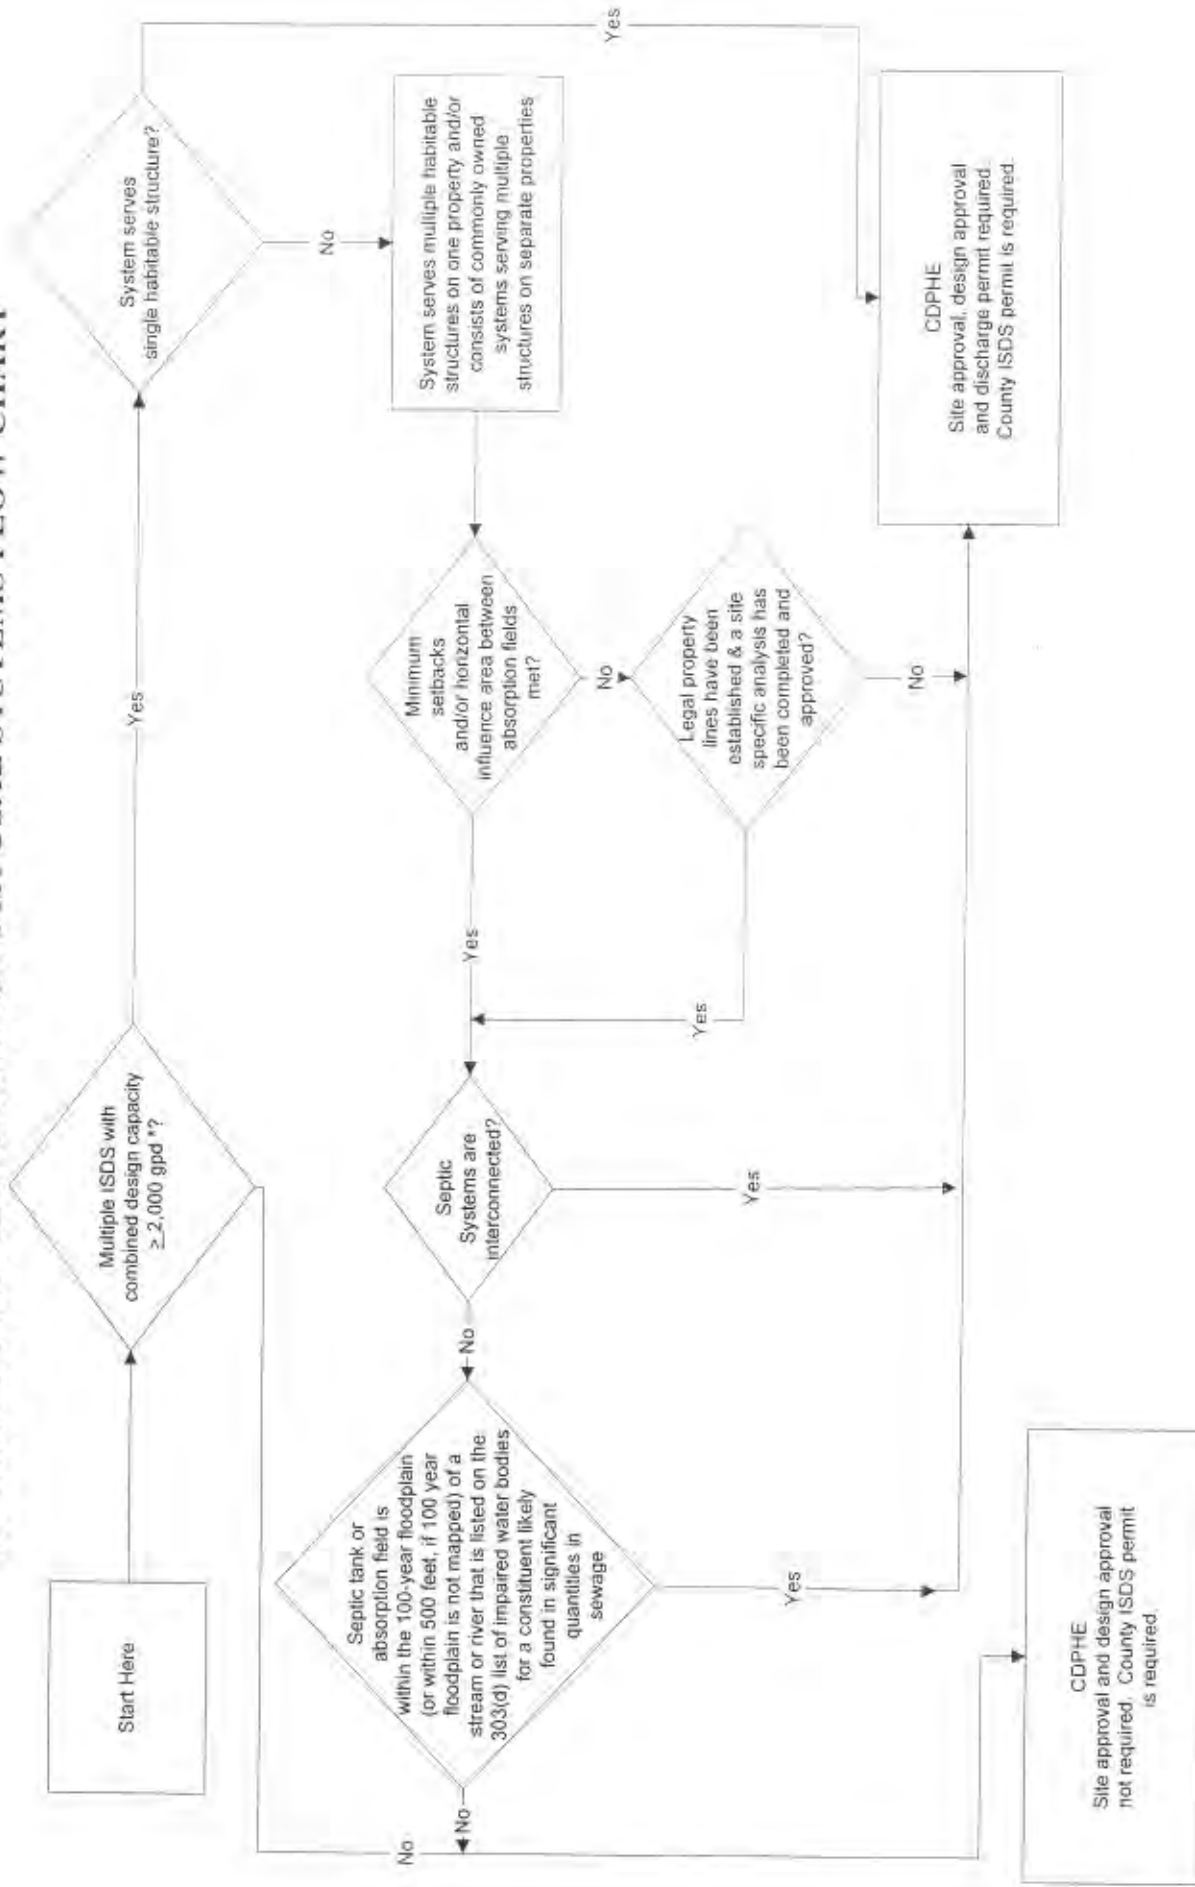 SYSTEMS FLOW CHART
Start Here
Multiple ISDS with
combined design capacity
≥ 2,000 gpd *?
Yes
No
System serves
single habitable structure?
Yes
No
System serves multiple habitable
structures on one property and/or
consists of commonly owned
systems serving multiple
structures on separate properties
Minimum
setbacks
and/or horizontal
influence area between
absorption fields
met?
Yes
No
Legal property
lines have been
established & a site
specific analysis has
been completed and
approved?
Yes
No
Septic
Systems are
interconnected?
No
Yes
Septic tank or
absorption field is
within the 100-year floodplain
(or within 500 feet, if 100 year
floodplain is not mapped) of a
stream or river that is listed on the
303(d) list of impaired water bodies
for a constituent likely
found in significant
quantities in
sewage
No
Yes
CDPHE
Site approval and design approval
not required. County ISDS permit
is required.
CDPHE
Site approval, design approval
and discharge permit required.
County ISDS permit is required.